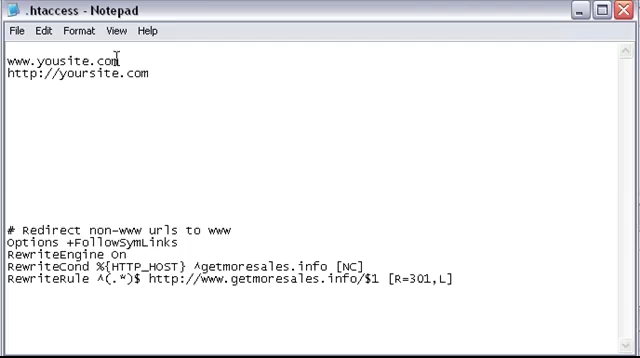 .htaccess - Notepad
File Edit Format View Help
www.yousite.com
http://yoursite.com
# Redirect non-www urls to www
Options +FollowSymLinks
RewriteEngine On
RewriteCond %{HTTP_HOST} ^getmoresales.info [NC]
RewriteRule ^(.*)$ http://www.getmoresales.info/$1 [R=301,L]